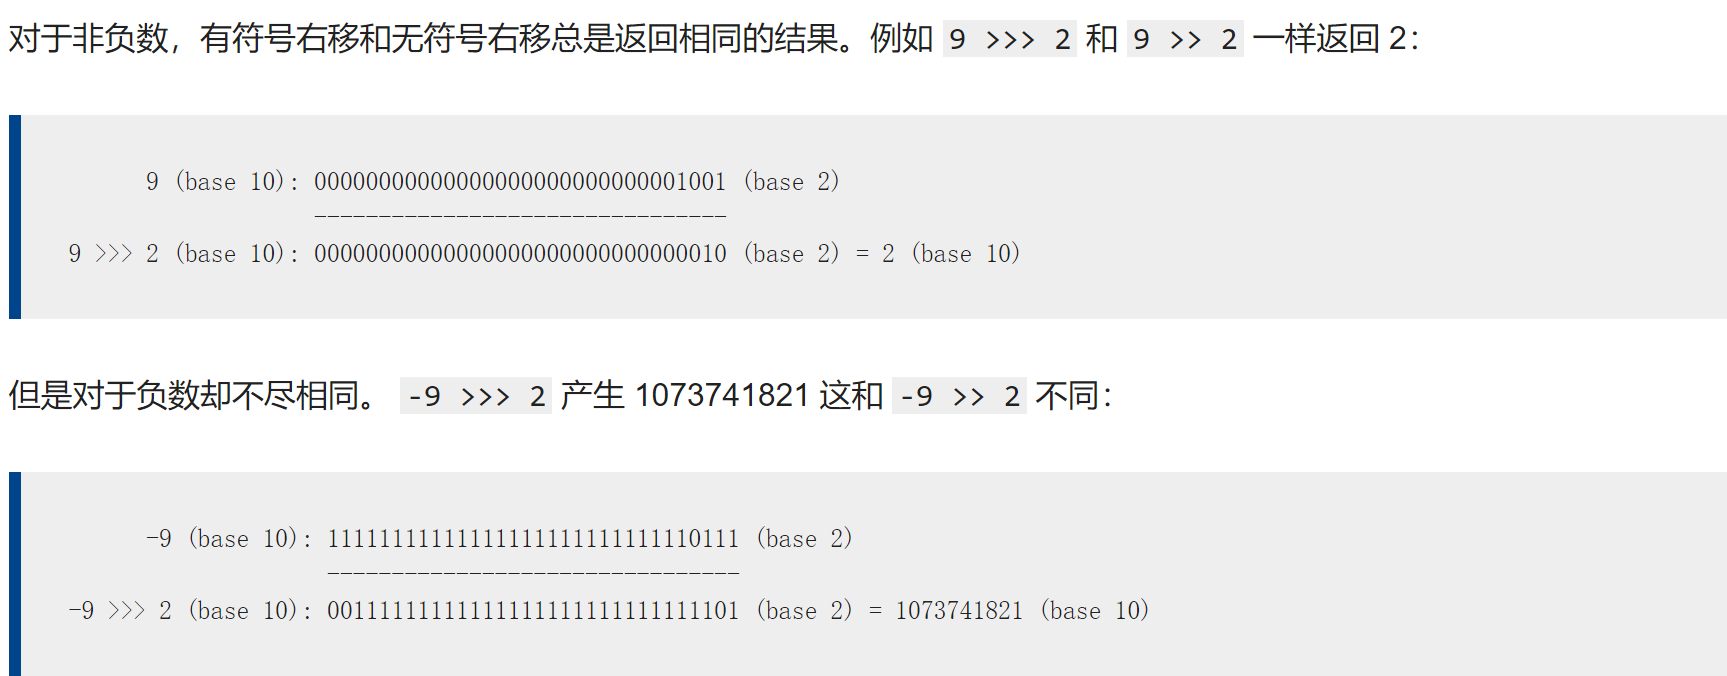 对于非负数，有符号右移和无符号右移总是返回相同的结果。例如 9 >>> 2 和 9 >> 2 一样返回 2：
9 (base 10): 00000000000000000000000000001001 (base 2)
--------------------------------
9 >>> 2 (base 10): 00000000000000000000000000000010 (base 2) = 2 (base 10)
但是对于负数却不尽相同。 -9 >>> 2 产生 1073741821 这和 -9 >> 2 不同：
-9 (base 10): 11111111111111111111111111110111 (base 2)
--------------------------------
-9 >>> 2 (base 10): 00111111111111111111111111111101 (base 2) = 1073741821 (base 10)